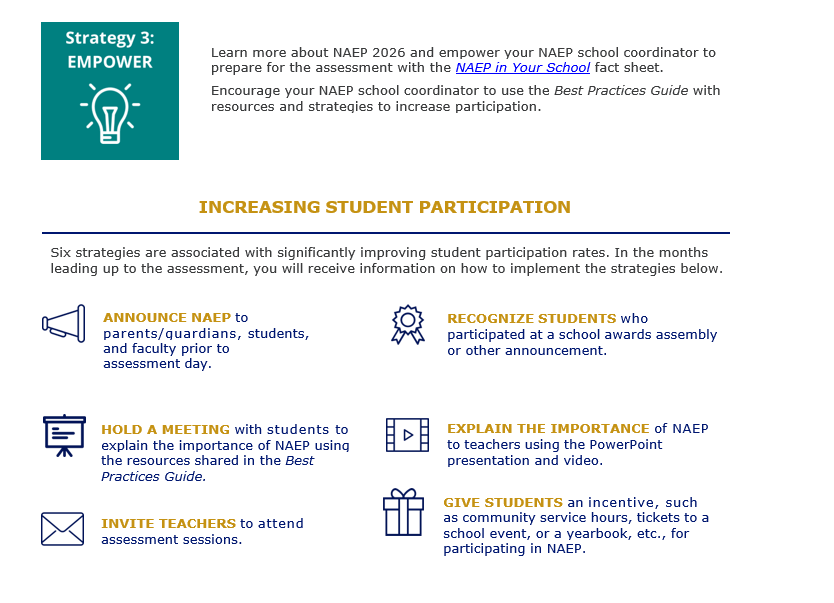 Strategy 3:
EMPOWER
Learn more about NAEP 2026 and empower your NAEP school coordinator to
prepare for the assessment with the NAEP in Your School fact sheet.
Encourage your NAEP school coordinator to use the Best Practices Guide with
resources and strategies to increase participation.
INCREASING STUDENT PARTICIPATION
Six strategies are associated with significantly improving student participation rates. In the months
leading up to the assessment, you will receive information on how to implement the strategies below.
ANNOUNCE NAEP to
parents/guardians, students,
and faculty prior to
assessment day.
RECOGNIZE STUDENTS who
participated at a school awards assembly
or other announcement.
HOLD A MEETING with students to
explain the importance of NAEP using
the resources shared in the Best
Practices Guide.
EXPLAIN THE IMPORTANCE of NAEP
to teachers using the PowerPoint
presentation and video.
INVITE TEACHERS to attend
assessment sessions.
GIVE STUDENTS an incentive, such
as community service hours, tickets to a
school event, or a yearbook, etc., for
participating in NAEP.